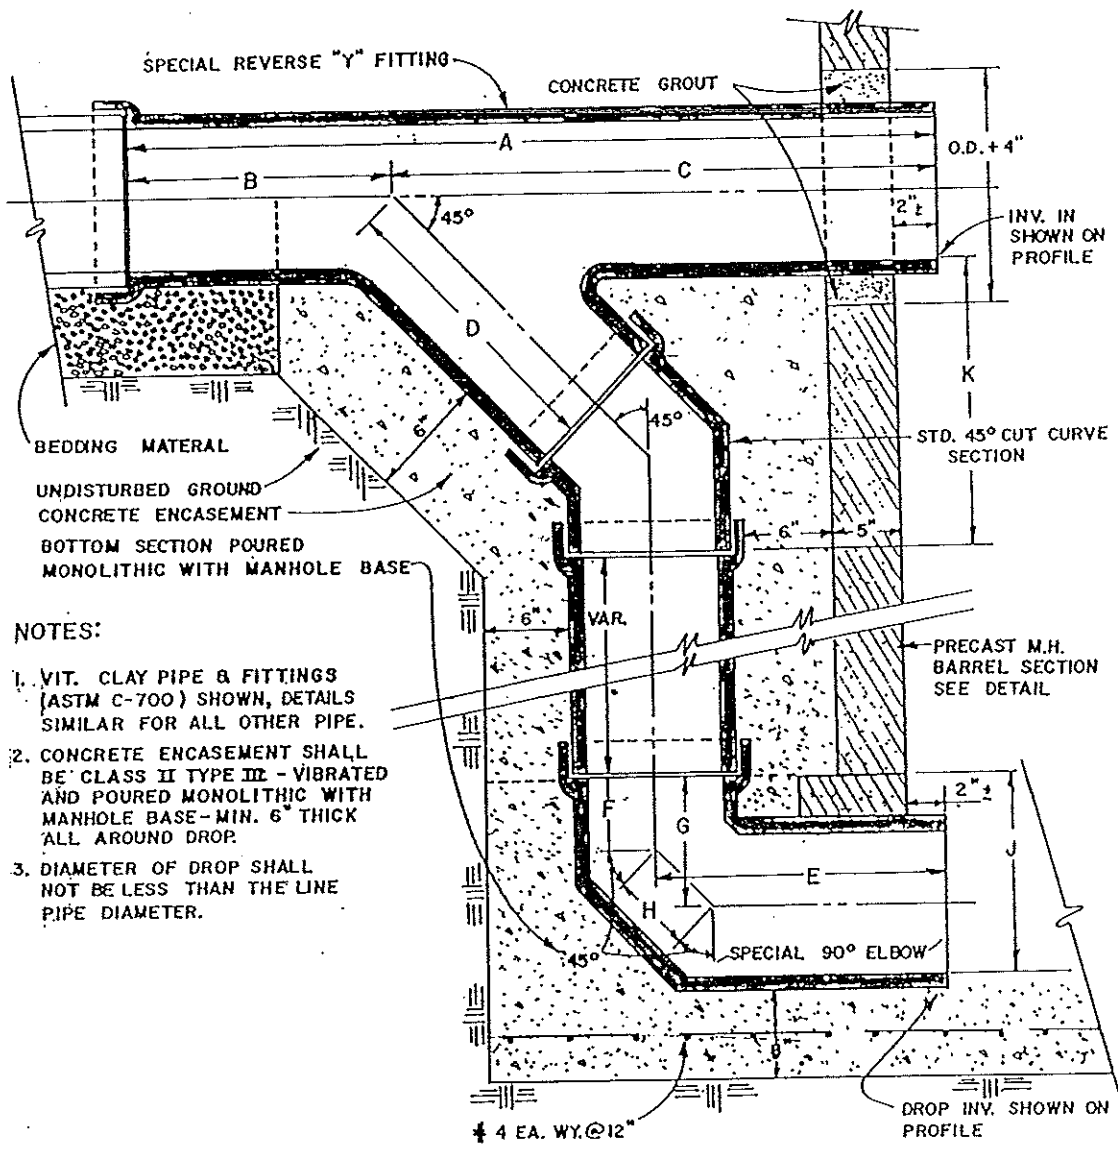 SPECIAL REVERSE "Y" FITTING
CONCRETE GROUT
A
O.D. + 4"
B
C
45°
2"±
INV. IN
SHOWN ON
PROFILE
D
K
45°
6"
STD. 45° CUT CURVE
SECTION
BEDDING MATERAL
UNDISTURBED GROUND
CONCRETE ENCASEMENT
BOTTOM SECTION POURED
MONOLITHIC WITH MANHOLE BASE
6"
5"
6"
VAR.
PRECAST M.H.
BARREL SECTION
SEE DETAIL
NOTES:
1. VIT. CLAY PIPE & FITTINGS
(ASTM C-700) SHOWN, DETAILS
SIMILAR FOR ALL OTHER PIPE.
2. CONCRETE ENCASEMENT SHALL
BE CLASS II TYPE III - VIBRATED
AND POURED MONOLITHIC WITH
MANHOLE BASE-MIN. 6" THICK
ALL AROUND DROP.
3. DIAMETER OF DROP SHALL
NOT BE LESS THAN THE LINE
PIPE DIAMETER.
2"±
F
G
J
E
H
45°
SPECIAL 90° ELBOW
4 EA. WY. @ 12"
DROP INV. SHOWN ON
PROFILE